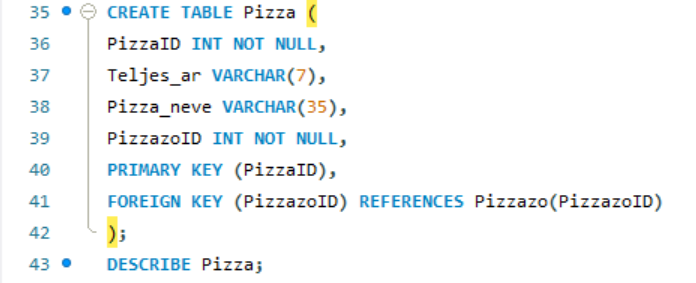 35 CREATE TABLE Pizza (
36 PizzaID INT NOT NULL,
37 Teljes_ar VARCHAR(7),
38 Pizza_neve VARCHAR(35),
39 PizzazoID INT NOT NULL,
40 PRIMARY KEY (PizzaID),
41 FOREIGN KEY (PizzazoID) REFERENCES Pizzazo(PizzazoID)
42 );
43 DESCRIBE Pizza;